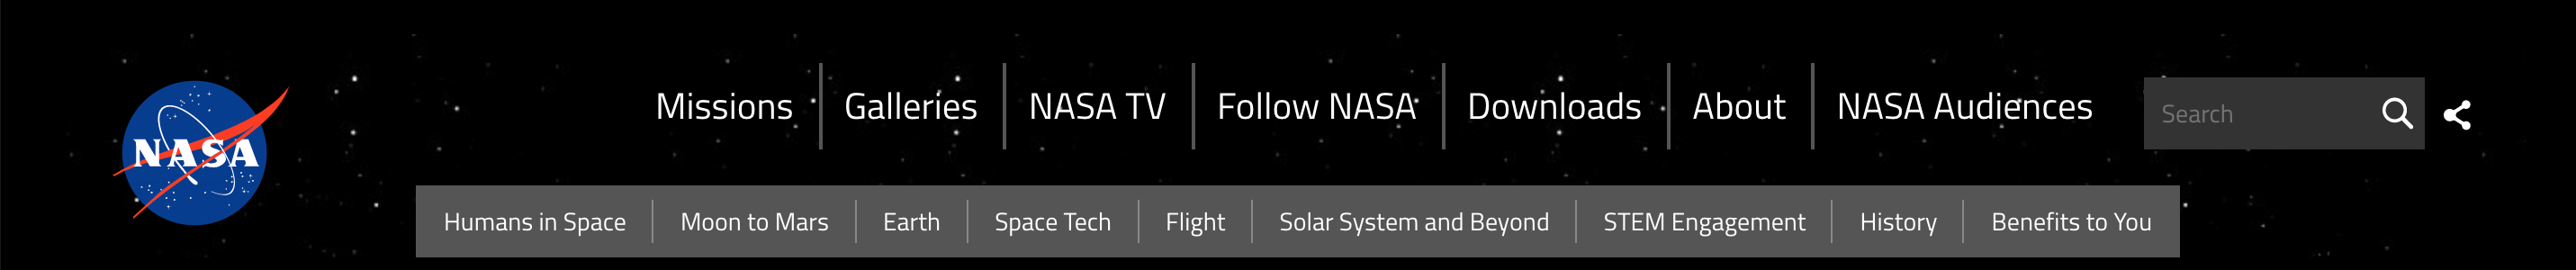 NASA
Missions Galleries NASA TV Follow NASA Downloads About NASA Audiences Search
Humans in Space Moon to Mars Earth Space Tech Flight Solar System and Beyond STEM Engagement History Benefits to You